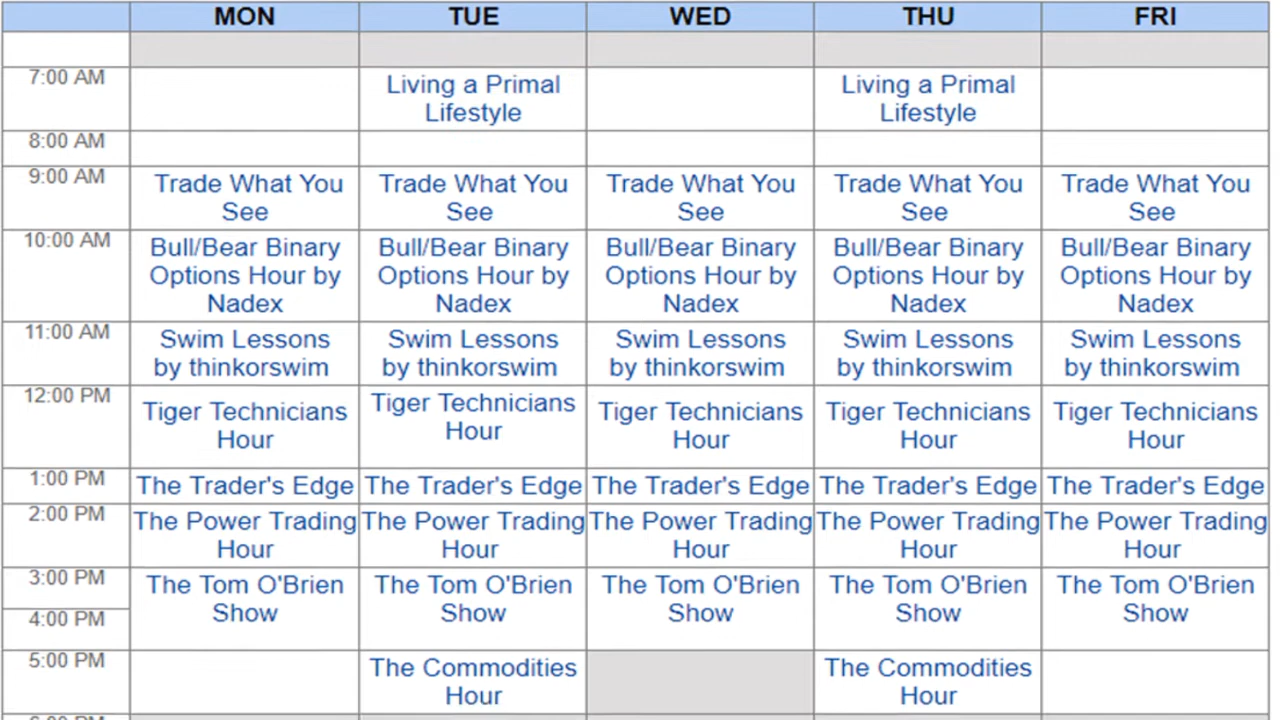 MON TUE WED THU FRI
7:00 AM Living a Primal Living a Primal
Lifestyle Lifestyle
8:00 AM
9:00 AM Trade What You Trade What You Trade What You Trade What You Trade What You
See See See See See
10:00 AM Bull/Bear Binary Bull/Bear Binary Bull/Bear Binary Bull/Bear Binary Bull/Bear Binary
Options Hour by Options Hour by Options Hour by Options Hour by Options Hour by
Nadex Nadex Nadex Nadex Nadex
11:00 AM Swim Lessons Swim Lessons Swim Lessons Swim Lessons Swim Lessons
by thinkorswim by thinkorswim by thinkorswim by thinkorswim by thinkorswim
12:00 PM Tiger Technicians Tiger Technicians Tiger Technicians Tiger Technicians Tiger Technicians
Hour Hour Hour Hour Hour
1:00 PM The Trader's Edge The Trader's Edge The Trader's Edge The Trader's Edge The Trader's Edge
2:00 PM The Power Trading The Power Trading The Power Trading The Power Trading The Power Trading
Hour Hour Hour Hour Hour
3:00 PM The Tom O'Brien The Tom O'Brien The Tom O'Brien The Tom O'Brien The Tom O'Brien
4:00 PM Show Show Show Show Show
5:00 PM The Commodities The Commodities
Hour Hour